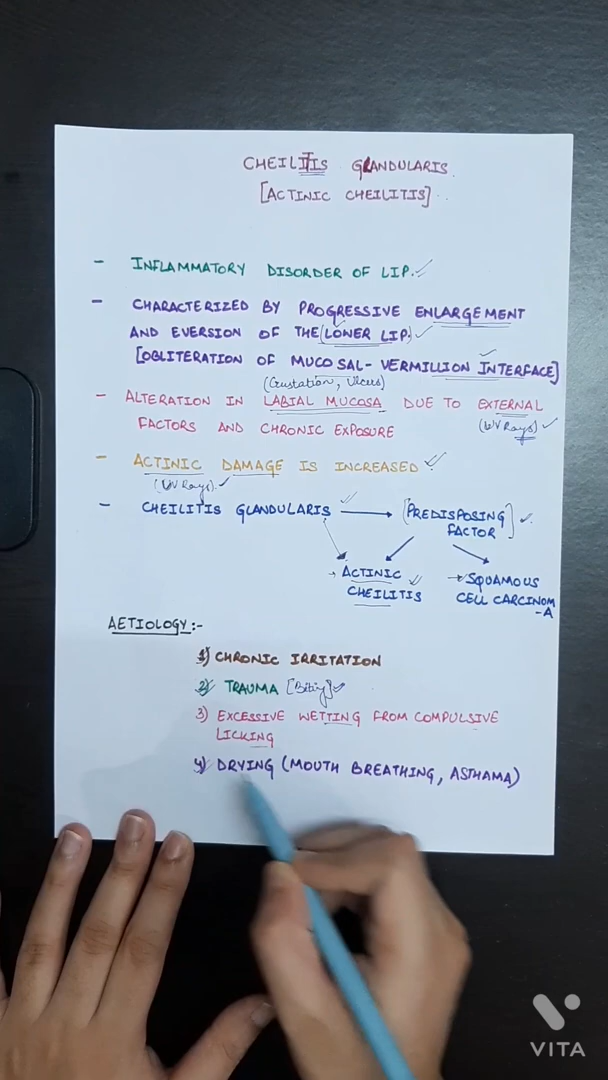 CHEILITIS GLANDULARIS.
[ACTINIC CHEILITIS].
- INFLAMMATORY DISORDER OF LIP.
- CHARACTERIZED BY PROGRESSIVE ENLARGEMENT
AND EVERSION OF THE (LOWER LIP.)
[OBLITERATION OF MUCOSAL-VERMILLION INTERFACE]
(Crustation, Ulcers)
- ALTERATION IN LABIAL MUCOSA DUE TO EXTERNAL
(UV Rays)
FACTORS AND CHRONIC EXPOSURE
- ACTINIC DAMAGE IS INCREASED
(UV Rays).
- CHEILITIS GLANDULARIS → [PREDISPOSING
FACTOR]
→ ACTINIC
CHEILITIS
→ SQUAMOUS
CELL CARCINOM
-A
AETIOLOGY:-
1) CHRONIC IRRITATION
2) TRAUMA [Biting]
3) EXCESSIVE WETTING FROM COMPULSIVE
LICKING
4) DRYING (MOUTH BREATHING, ASTHAMA)
VITA